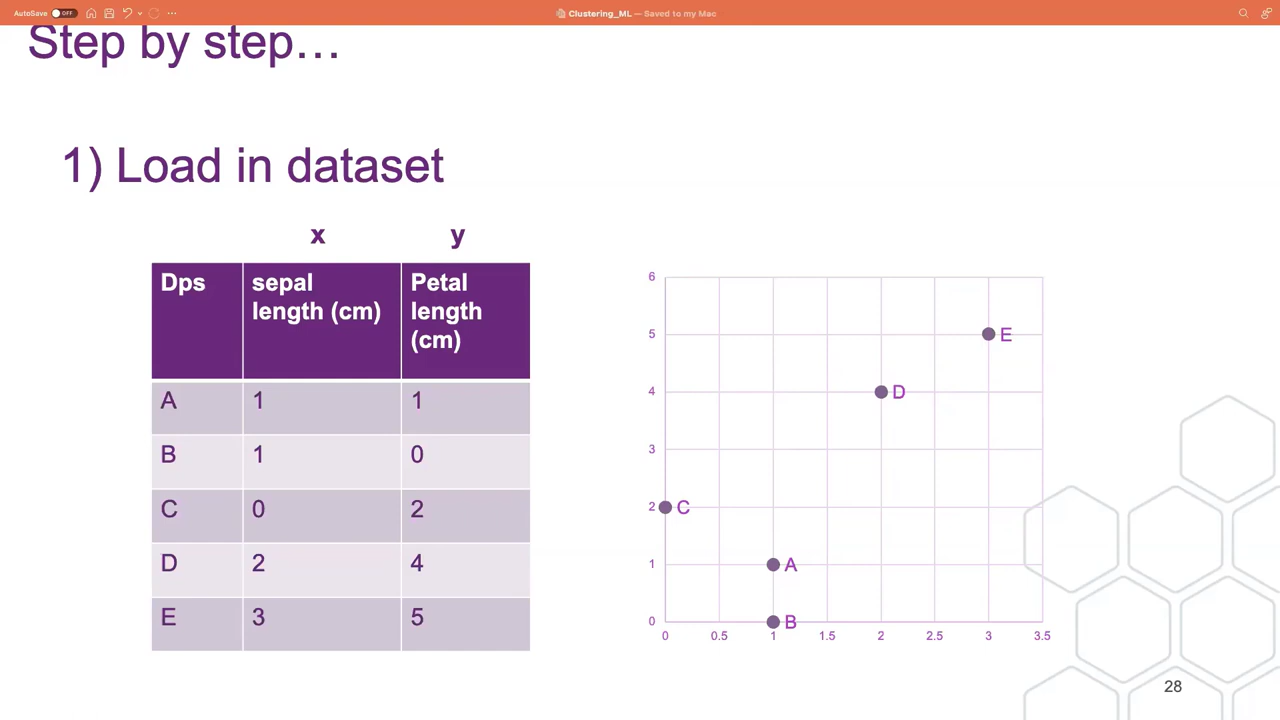 AutoSave OFF
Clustering_ML — Saved to my Mac
Step by step…
1) Load in dataset
x y
Dps sepal length (cm) Petal length (cm)
A 1 1
B 1 0
C 0 2
D 2 4
E 3 5
6
5
4
3
2
1
0
E
D
C
A
B
0 0.5 1 1.5 2 2.5 3 3.5
28